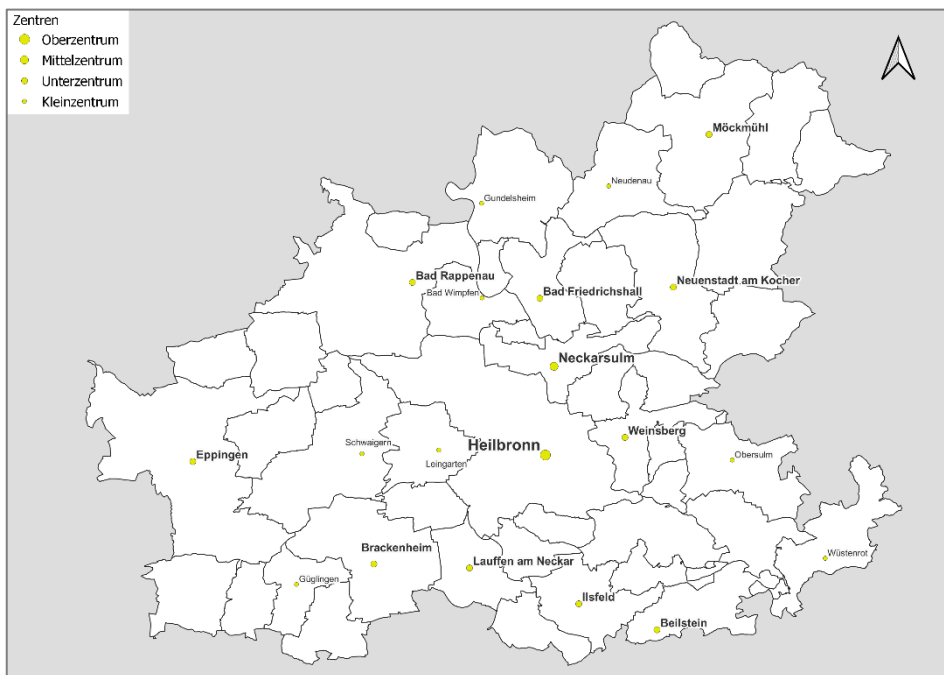 Zentren
Oberzentrum
Mittelzentrum
Unterzentrum
Kleinzentrum
Möckmühl
Neudenau
Gundelsheim
Bad Rappenau
Neuenstadt am Kocher
Bad Friedrichshall
Bad Wimpfen
Neckarsulm
Weinsberg
Heilbronn
Schwaigern
Eppingen
Leingarten
Obersulm
Brackenheim
Wüstenrot
Lauffen am Neckar
Güglingen
Ilsfeld
Beilstein